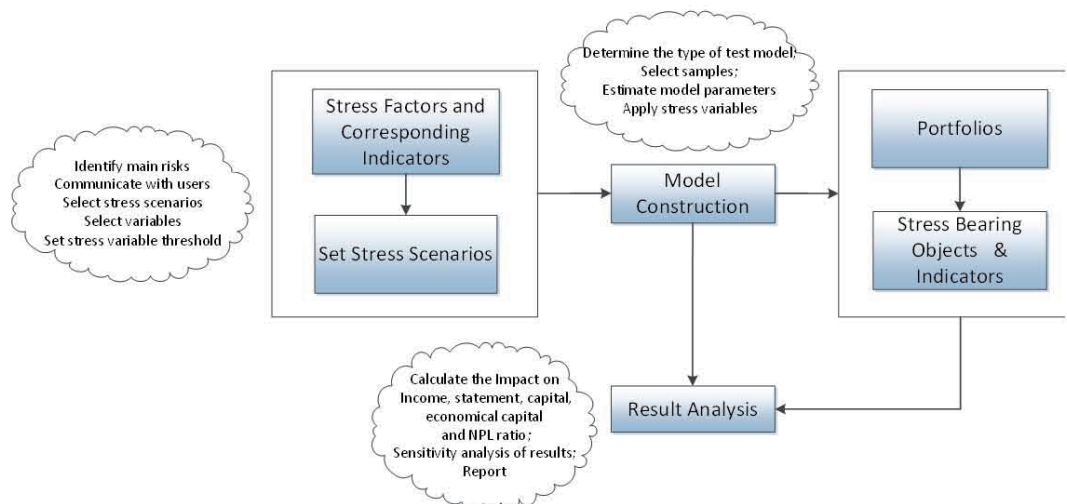 Determine the type of test model;
Select samples;
Estimate model parameters
Apply stress variables
Stress Factors and
Corresponding
Indicators
Portfolios
Identify main risks
Communicate with users
Select stress scenarios
Select variables
Set stress variable threshold
Model
Construction
Set Stress Scenarios
Stress Bearing
Objects &
Indicators
Calculate the Impact on
Income, statement, capital,
economical capital
and NPL ratio;
Sensitivity analysis of results;
Report
Result Analysis